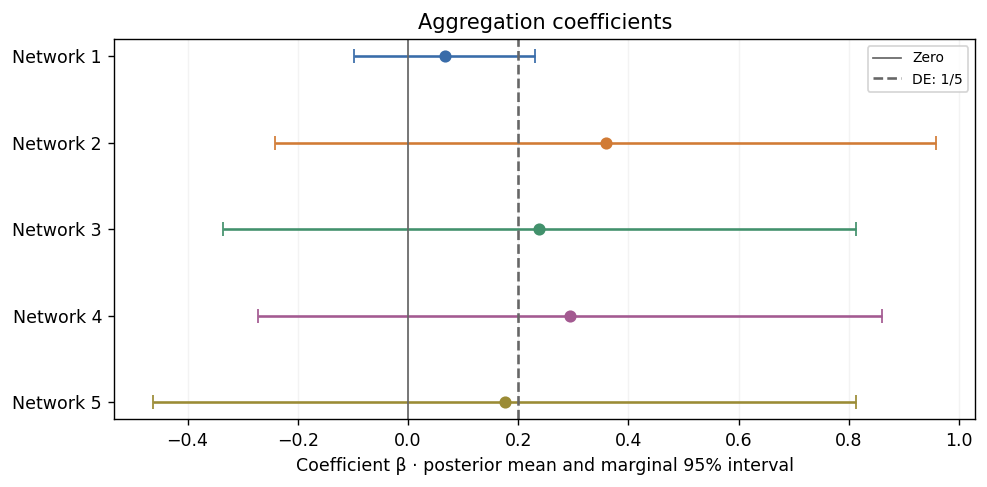 Aggregation coefficients
Network 1
Network 2
Network 3
Network 4
Network 5
Zero
DE: 1/5
−0.4 −0.2 0.0 0.2 0.4 0.6 0.8 1.0
Coefficient β · posterior mean and marginal 95% interval